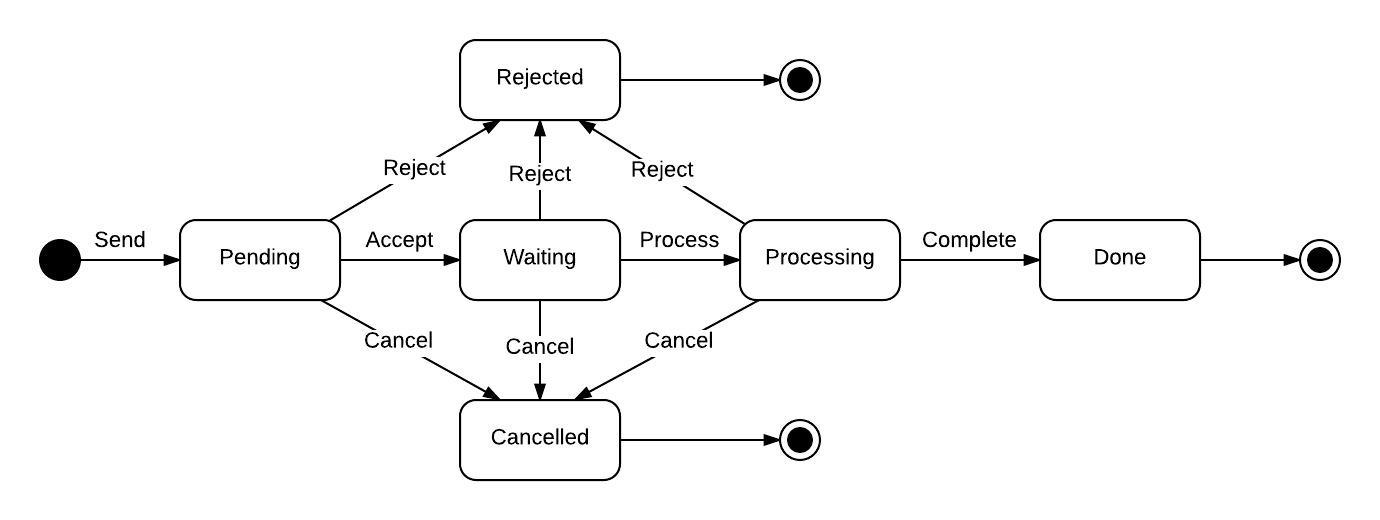 Rejected
Reject
Reject
Reject
Send
Pending
Accept
Waiting
Process
Processing
Complete
Done
Cancel
Cancel
Cancel
Cancelled